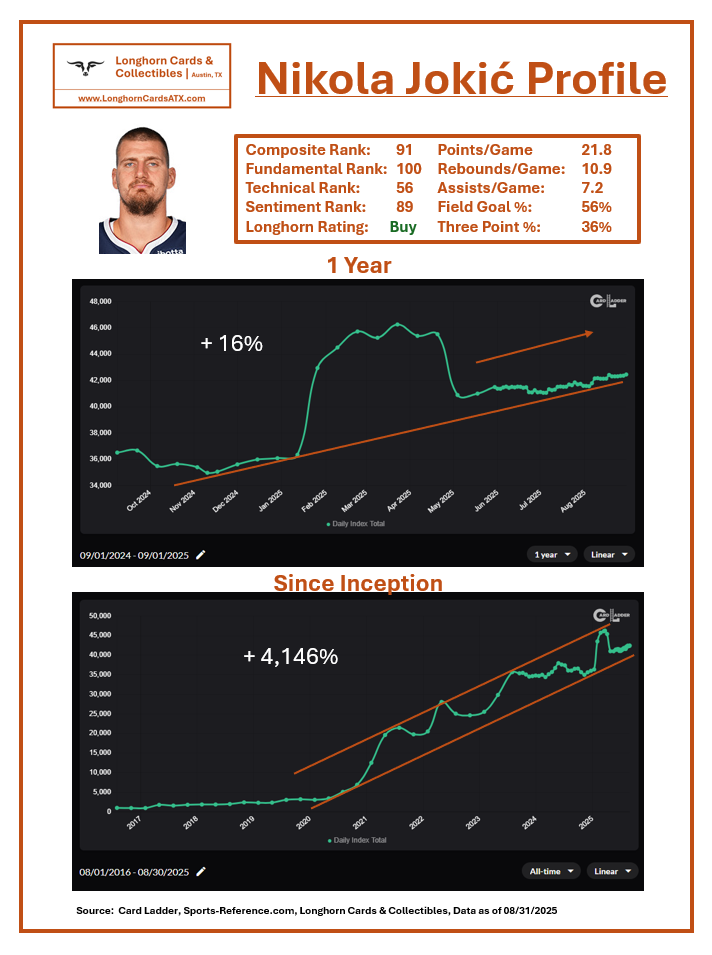 Longhorn Cards &
Collectibles | Austin, TX
www.LonghornCardsATX.com
Nikola Jokić Profile
Composite Rank: 91 Points/Game 21.8
Fundamental Rank: 100 Rebounds/Game: 10.9
Technical Rank: 56 Assists/Game: 7.2
Sentiment Rank: 89 Field Goal %: 56%
Longhorn Rating: Buy Three Point %: 36%
ibotta
1 Year
CARD LADDER
+ 16%
48,000
46,000
44,000
42,000
40,000
38,000
36,000
34,000
Oct 2024 Nov 2024 Dec 2024 Jan 2025 Feb 2025 Mar 2025 Apr 2025 May 2025 Jun 2025 Jul 2025 Aug 2025
Daily Index Total
09/01/2024 - 09/01/2025 1 year Linear
Since Inception
CARD LADDER
+ 4,146%
50,000
45,000
40,000
35,000
30,000
25,000
20,000
15,000
10,000
5,000
0
2017 2018 2019 2020 2021 2022 2023 2024 2025
Daily Index Total
08/01/2016 - 08/30/2025 All-time Linear
Source: Card Ladder, Sports-Reference.com, Longhorn Cards & Collectibles, Data as of 08/31/2025